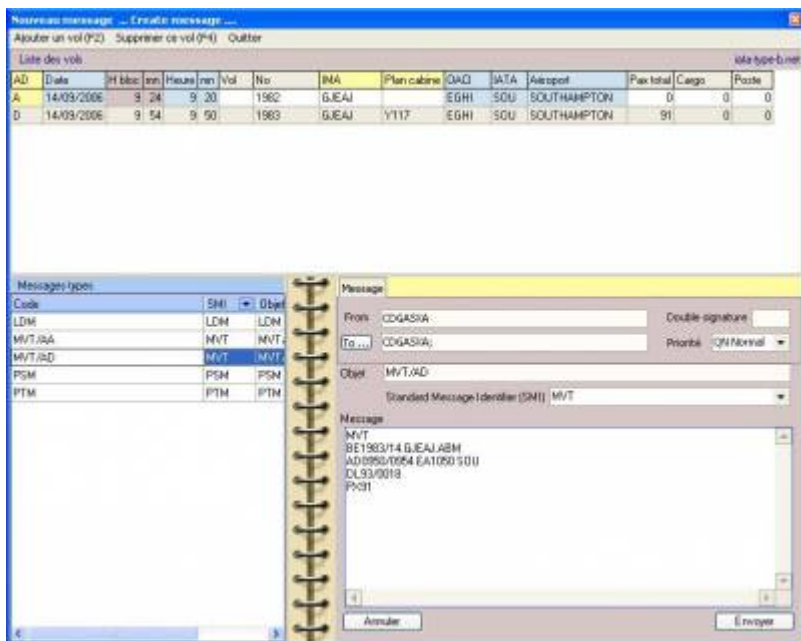 Nouveau message ... Create message ....
Ajouter un vol (F2) Supprimer ce vol (F4) Quitter
Liste des vols iata-type-b.net
AD Date H bloc mn Heure mn Vol No IMA Plan cabine OACI IATA Aéroport Pax total Cargo Poste
A 14/09/2006 9 24 9 20 1982 GJEAJ EGHI SOU SOUTHAMPTON 0 0 0
D 14/09/2006 9 54 9 50 1983 GJEAJ Y117 EGHI SOU SOUTHAMPTON 91 0 0
Messages types
Code SMI Objet
LDM LDM LDM
MVT/AA MVT MVT/
MVT/AD MVT MVT/
PSM PSM PSM
PTM PTM PTM
Message
From CDGASXA Double signature
To ... CDGASXA; Priorité QN Normal
Objet MVT/AD
Standard Message Identifier (SMI) MVT
Message
MVT
BE1983/14.GJEAJ.ABM
AD0950/0954 EA1050 SOU
DL93/0018
PX91
Annuler Envoyer